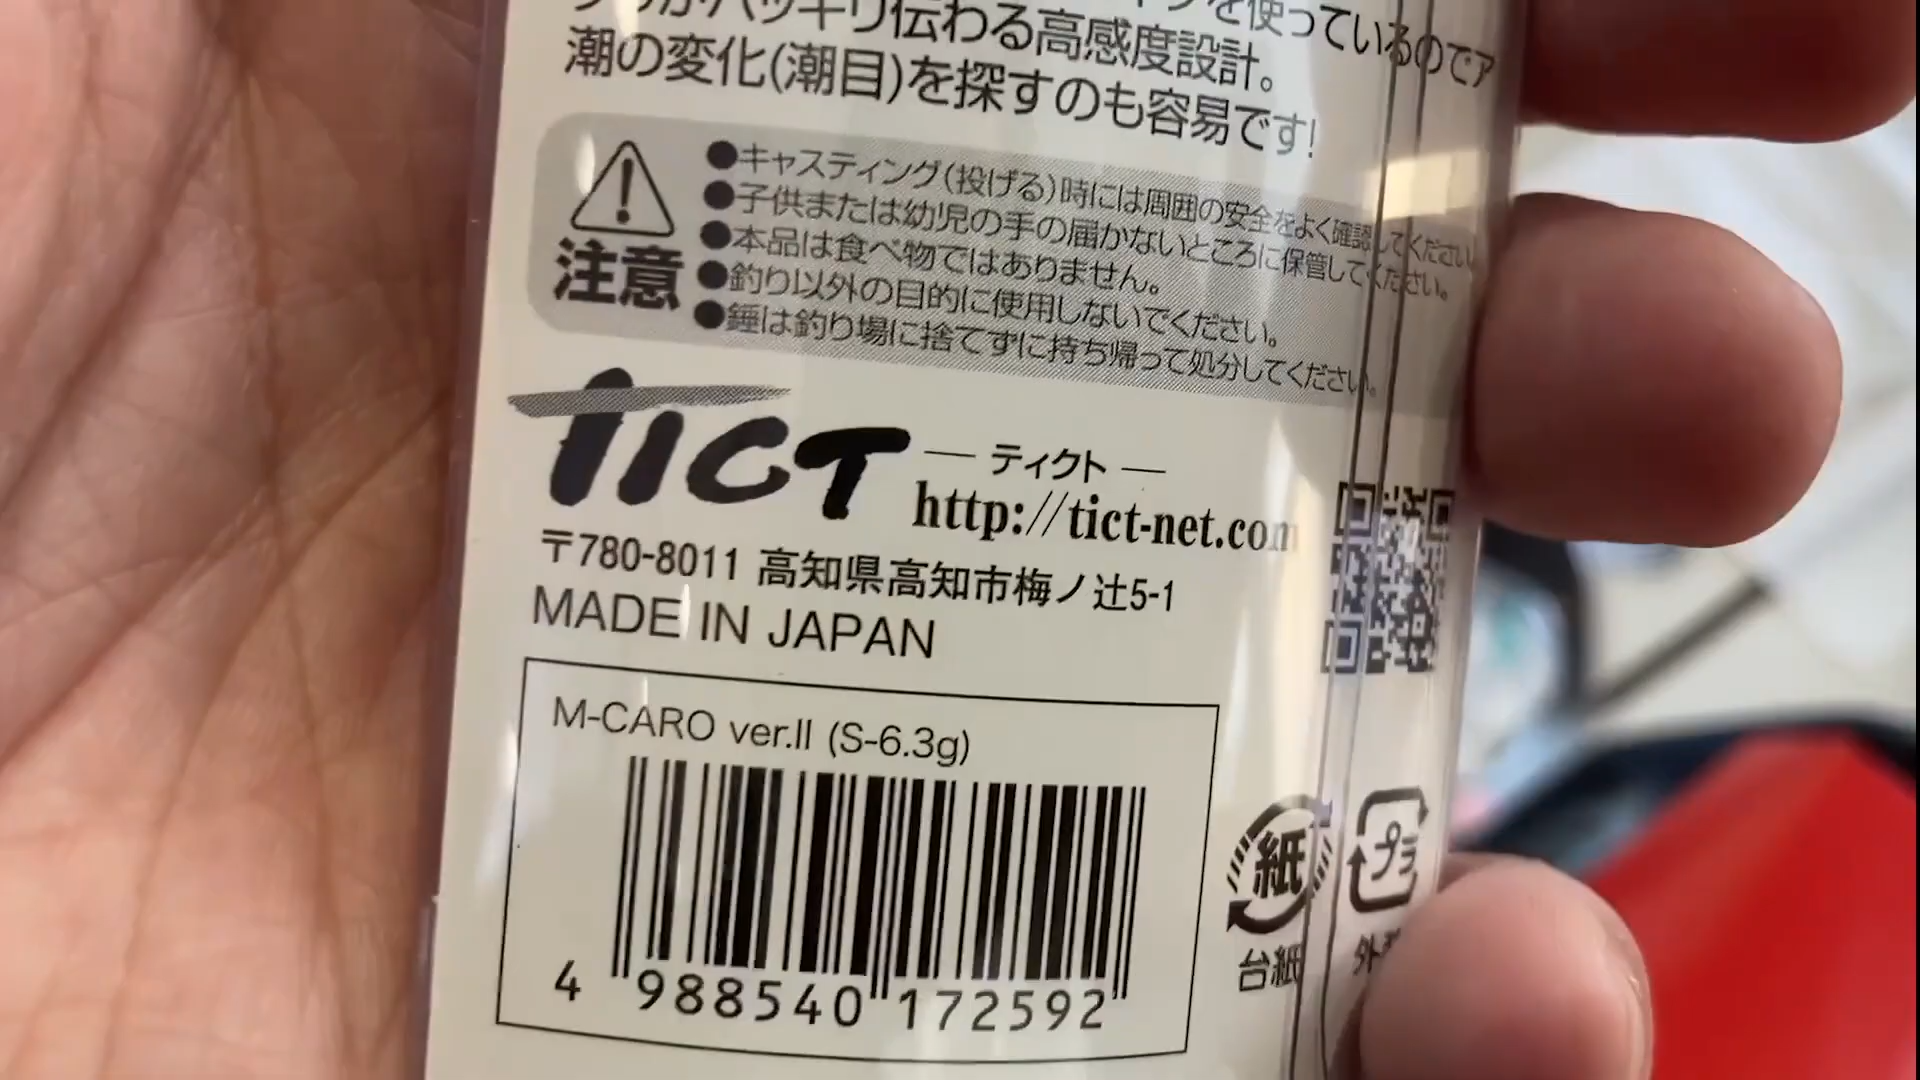 を使っているのでア
ハッキリ伝わる高感度設計。
潮の変化(潮目)を探すのも容易です!
注意
●キャスティング(投げる)時には周囲の安全をよく確認してください。
●子供または幼児の手の届かないところに保管してください。
●本品は食べ物ではありません。
●釣り以外の目的に使用しないでください。
●錘は釣り場に捨てずに持ち帰って処分してください。
TICT ― ティクト ―
http://tict-net.com
〒780-8011 高知県高知市梅ノ辻5-1
MADE IN JAPAN
M-CARO ver.II (S-6.3g)
4 988540 172592
紙
プラ
台紙
外